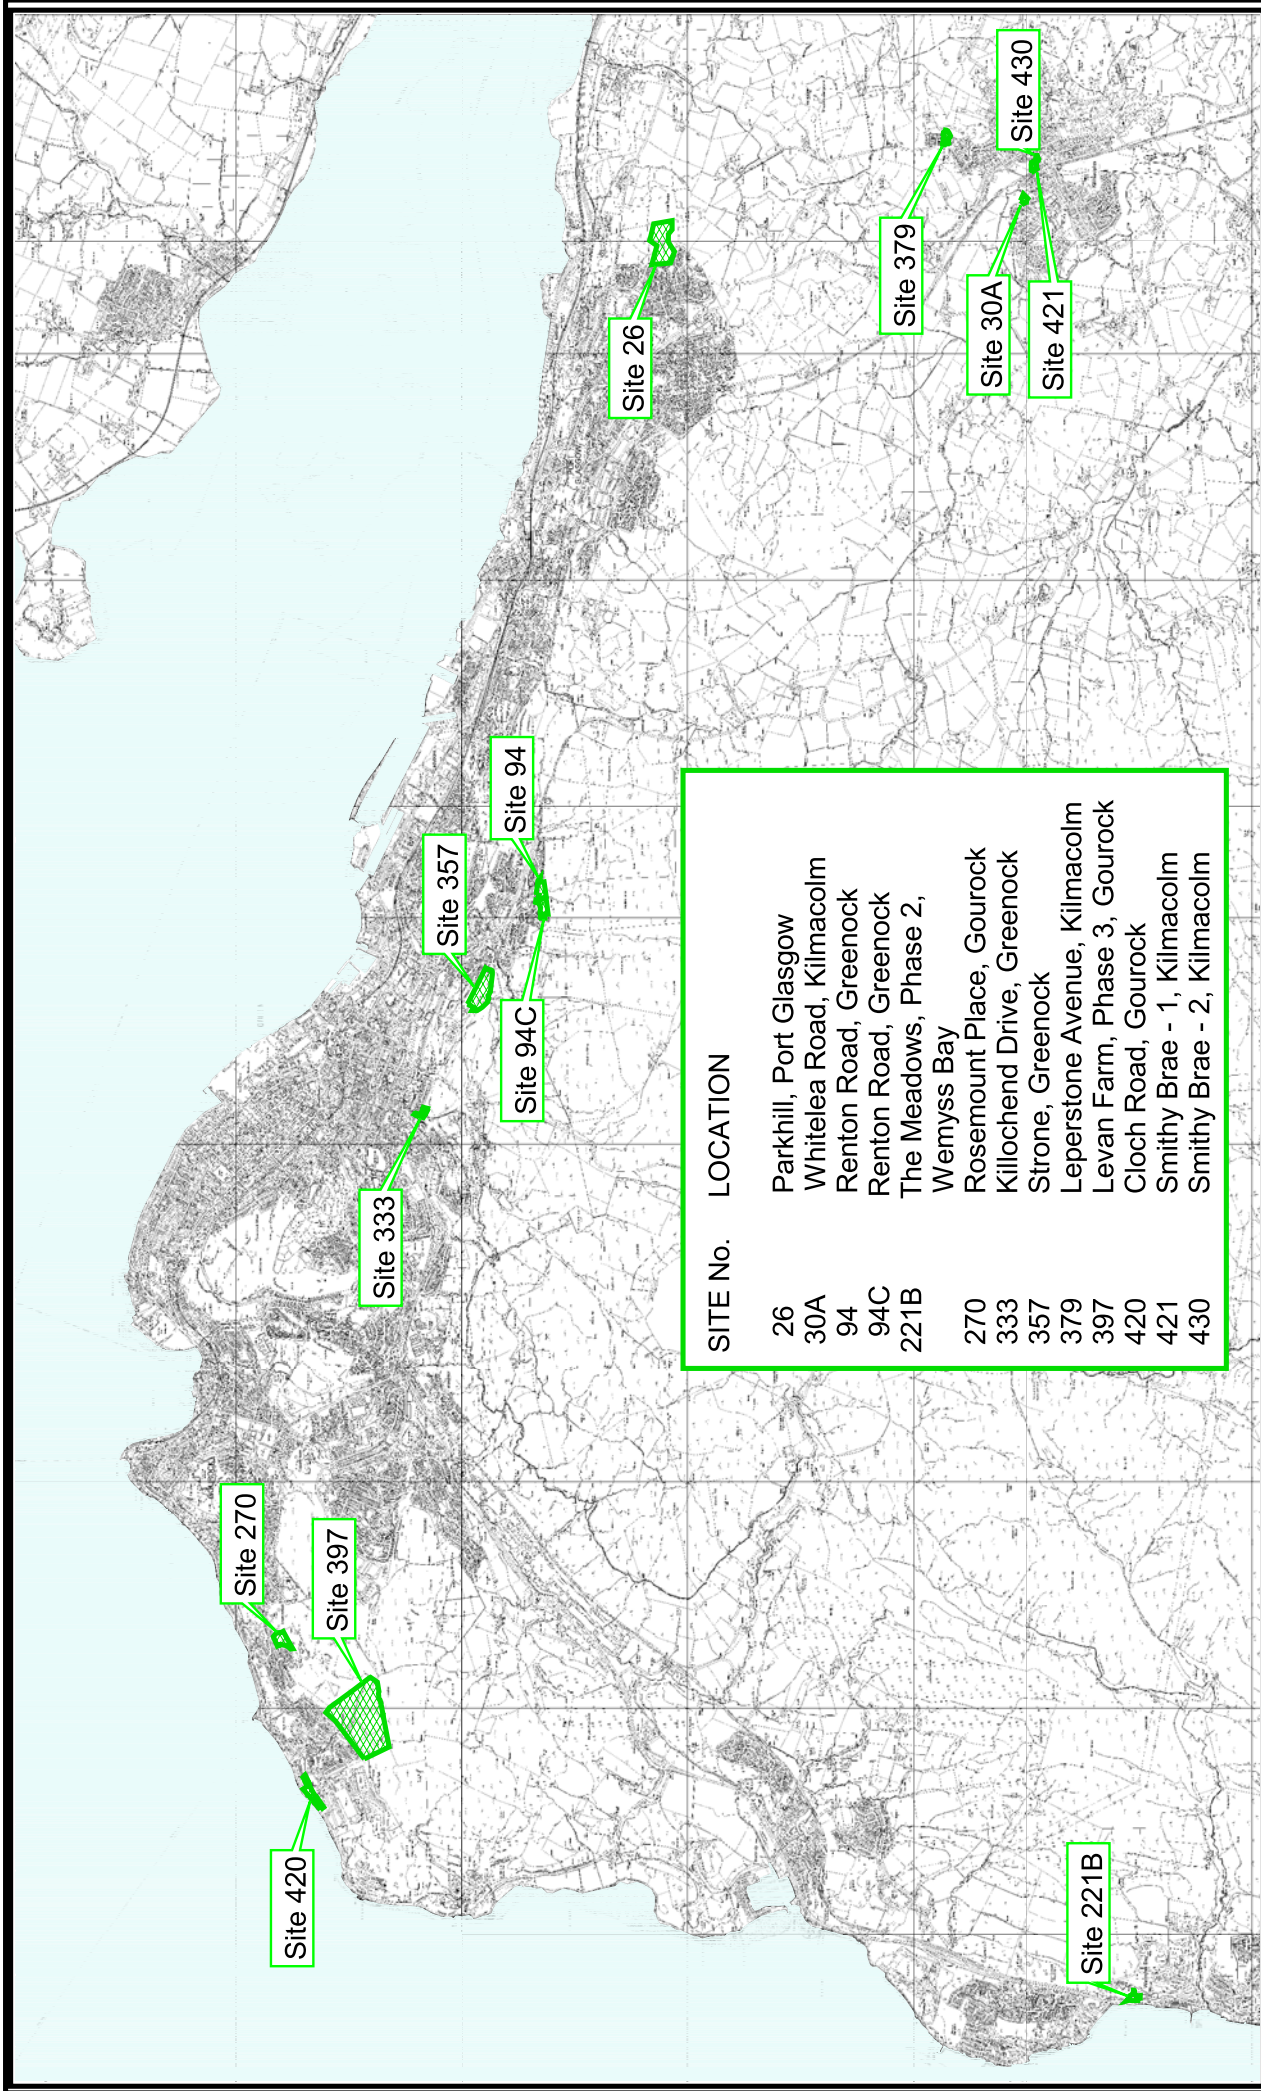 Site 420
Site 270
Site 397
Site 333
Site 357
Site 94C
Site 94
Site 26
Site 379
Site 30A
Site 421
Site 430
Site 221B
SITE No. LOCATION
26 Parkhill, Port Glasgow
30A Whitelea Road, Kilmacolm
94 Renton Road, Greenock
94C Renton Road, Greenock
221B The Meadows, Phase 2,
Wemyss Bay
270 Rosemount Place, Gourock
333 Killochend Drive, Greenock
357 Strone, Greenock
379 Leperstone Avenue, Kilmacolm
397 Levan Farm, Phase 3, Gourock
420 Cloch Road, Gourock
421 Smithy Brae - 1, Kilmacolm
430 Smithy Brae - 2, Kilmacolm